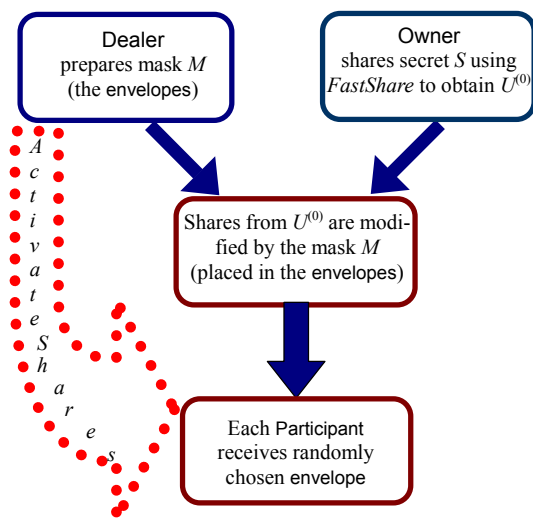 Dealer
prepares mask M
(the envelopes)
Owner
shares secret S using
FastShare to obtain U⁽⁰⁾
ActivateShares
Shares from U⁽⁰⁾ are modi-
fied by the mask M
(placed in the envelopes)
Each Participant
receives randomly
chosen envelope